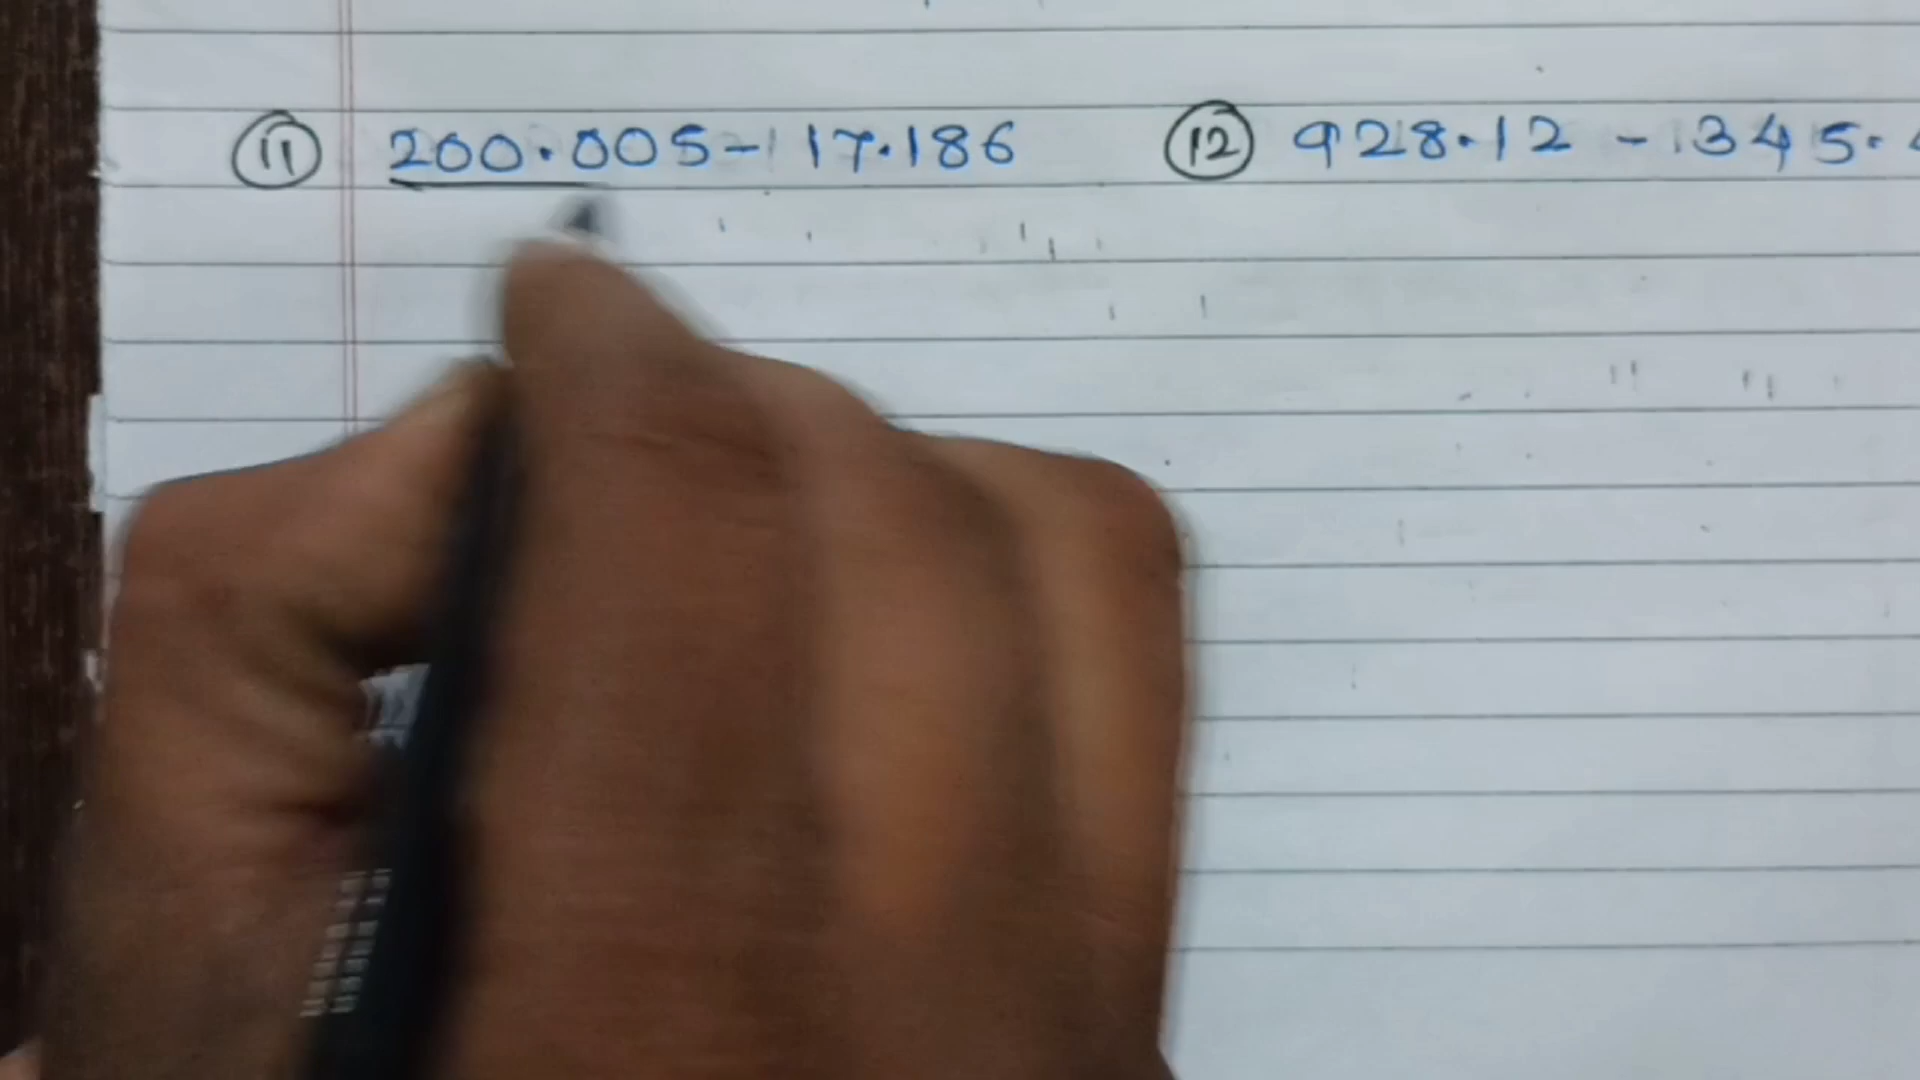 (11) 200.005 - 17.186 (12) 928.12 - 345.